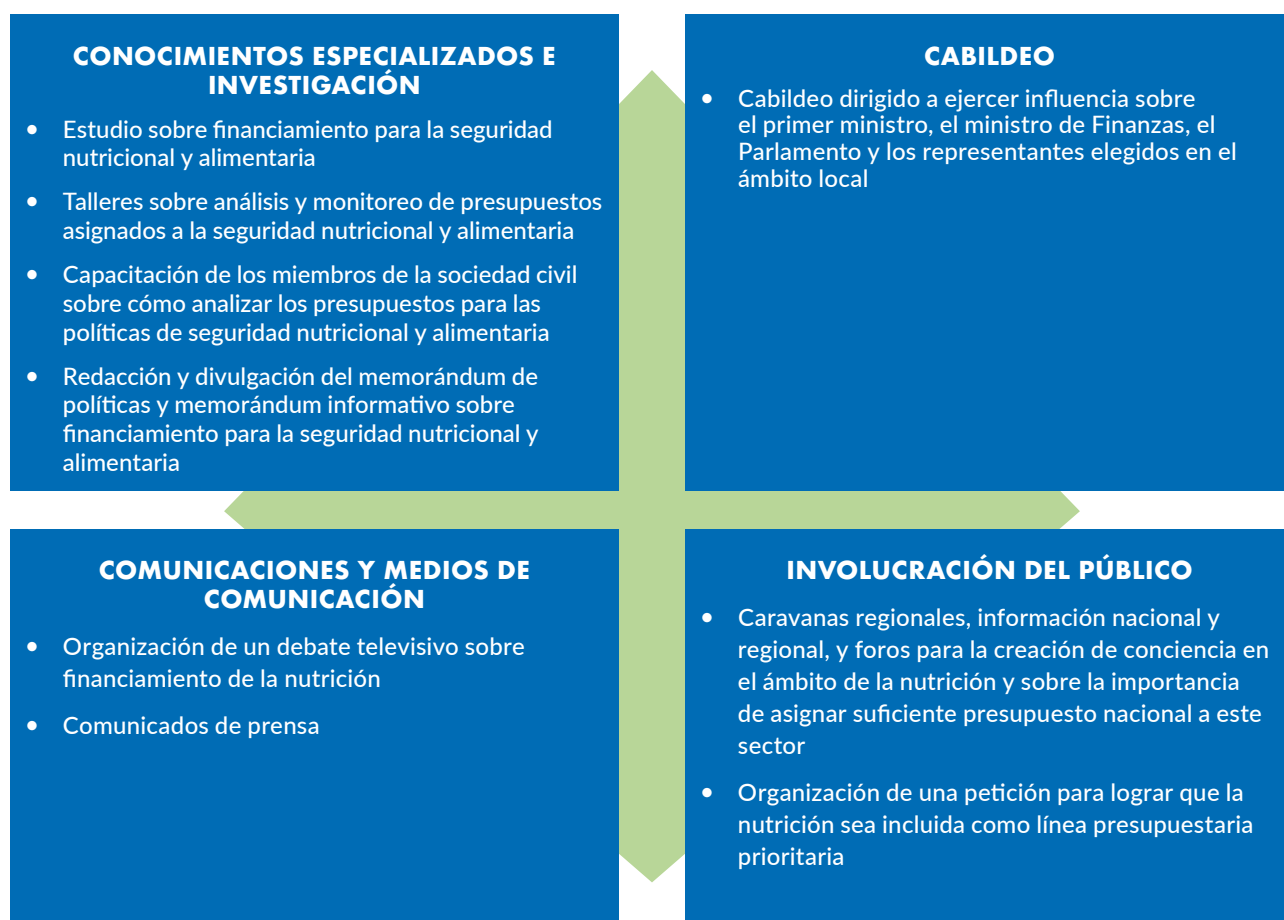 CONOCIMIENTOS ESPECIALIZADOS E
INVESTIGACIÓN
• Estudio sobre financiamiento para la seguridad
nutricional y alimentaria
• Talleres sobre análisis y monitoreo de presupuestos
asignados a la seguridad nutricional y alimentaria
• Capacitación de los miembros de la sociedad civil
sobre cómo analizar los presupuestos para las
políticas de seguridad nutricional y alimentaria
• Redacción y divulgación del memorándum de
políticas y memorándum informativo sobre
financiamiento para la seguridad nutricional y
alimentaria
CABILDEO
• Cabildeo dirigido a ejercer influencia sobre
el primer ministro, el ministro de Finanzas, el
Parlamento y los representantes elegidos en el
ámbito local
COMUNICACIONES Y MEDIOS DE
COMUNICACIÓN
• Organización de un debate televisivo sobre
financiamiento de la nutrición
• Comunicados de prensa
INVOLUCRACIÓN DEL PÚBLICO
• Caravanas regionales, información nacional y
regional, y foros para la creación de conciencia en
el ámbito de la nutrición y sobre la importancia
de asignar suficiente presupuesto nacional a este
sector
• Organización de una petición para lograr que la
nutrición sea incluida como línea presupuestaria
prioritaria